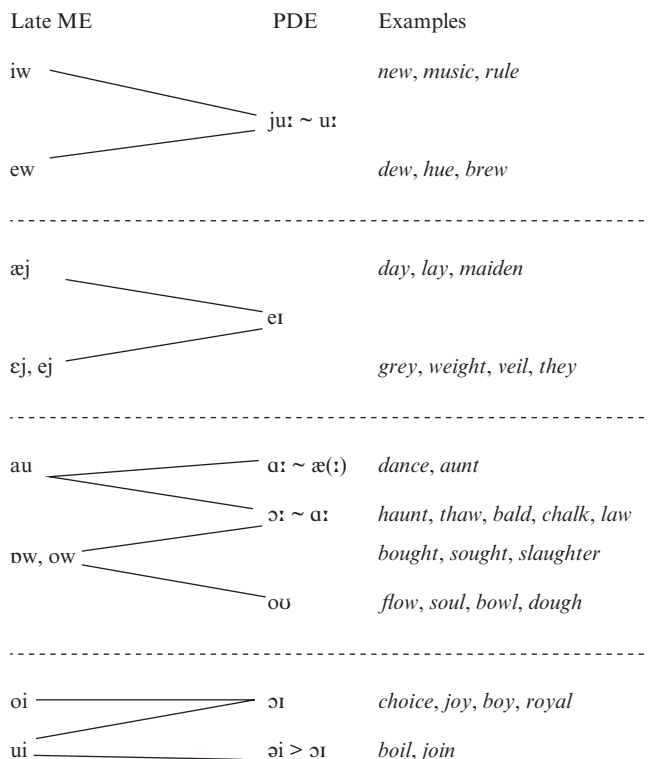 Late ME PDE Examples
iw new, music, rule
juː ~ uː
ew dew, hue, brew
æj day, lay, maiden
eɪ
ɛj, ej grey, weight, veil, they
au ɑː ~ æ(ː) dance, aunt
ɔː ~ ɑː haunt, thaw, bald, chalk, law
ɒw, ow bought, sought, slaughter
oʊ flow, soul, bowl, dough
oi ɔɪ choice, joy, boy, royal
ui əi > ɔɪ boil, join